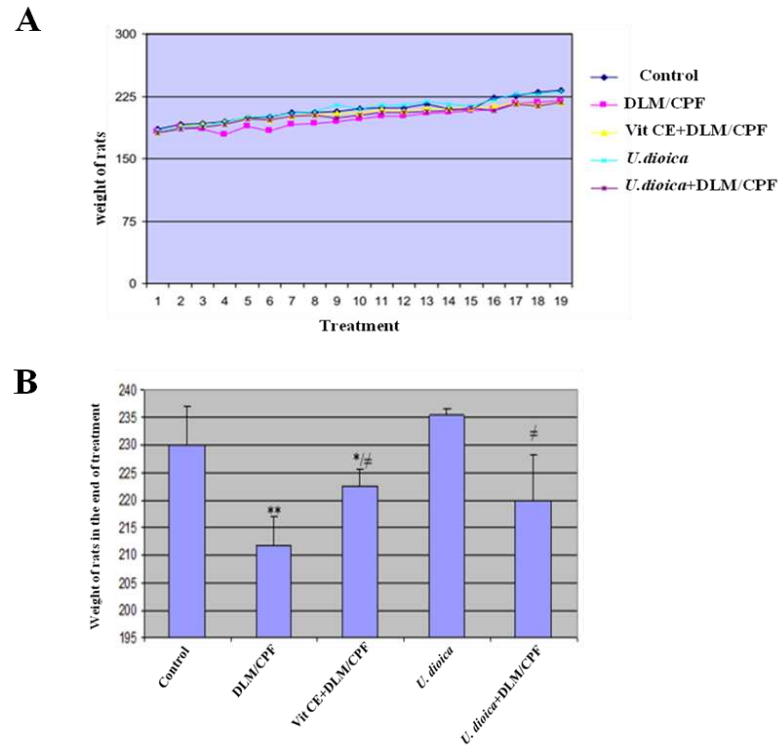 A
300
225
150
75
0
weight of rats
1 2 3 4 5 6 7 8 9 10 11 12 13 14 15 16 17 18 19
Treatment
Control
DLM/CPF
Vit CE+DLM/CPF
U.dioica
U.dioica+DLM/CPF
B
240
235
230
225
220
215
210
205
200
195
Weight of rats in the end of treatment
**
*/≠
≠
Control
DLM/CPF
Vit CE+DLM/CPF
U. dioica
U. dioica+DLM/CPF